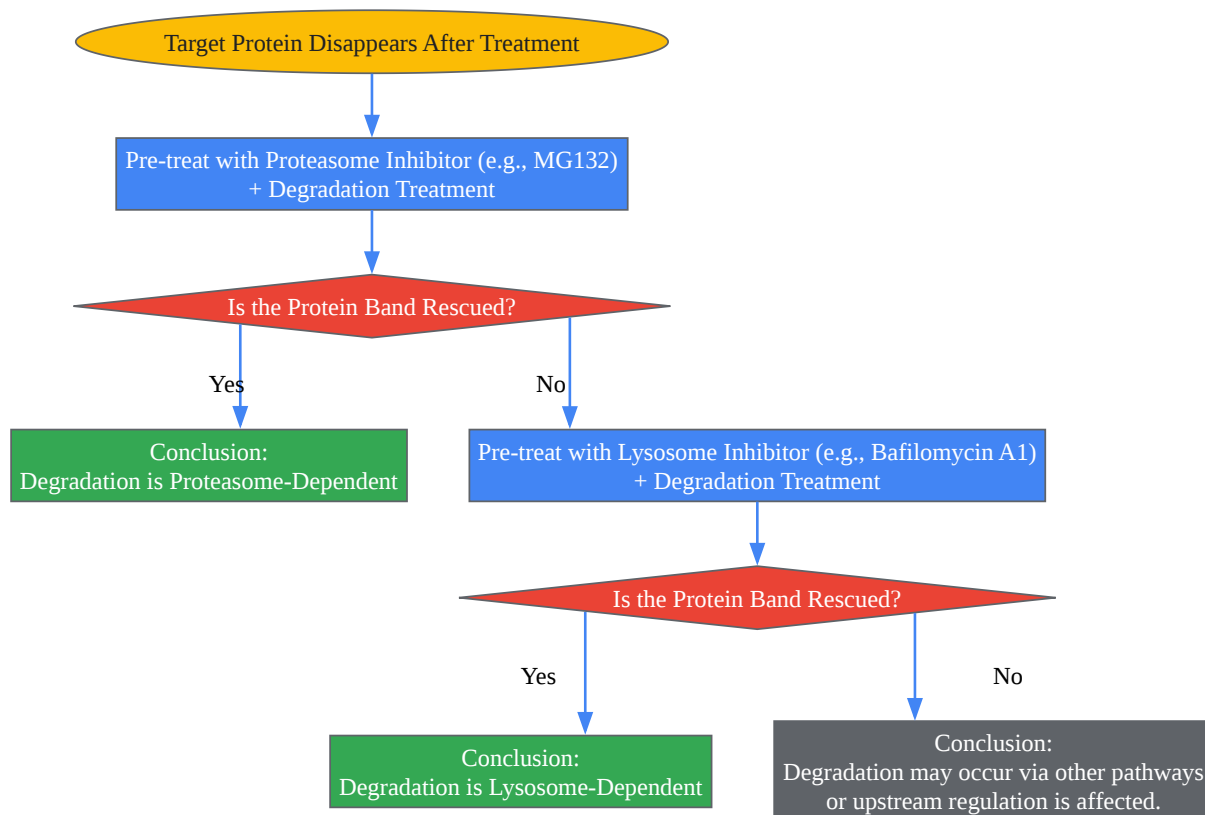 Target Protein Disappears After Treatment
Pre-treat with Proteasome Inhibitor (e.g., MG132)
+ Degradation Treatment
Is the Protein Band Rescued?
Yes
No
Conclusion:
Degradation is Proteasome-Dependent
Pre-treat with Lysosome Inhibitor (e.g., Bafilomycin A1)
+ Degradation Treatment
Is the Protein Band Rescued?
Yes
No
Conclusion:
Degradation is Lysosome-Dependent
Conclusion:
Degradation may occur via other pathways
or upstream regulation is affected.